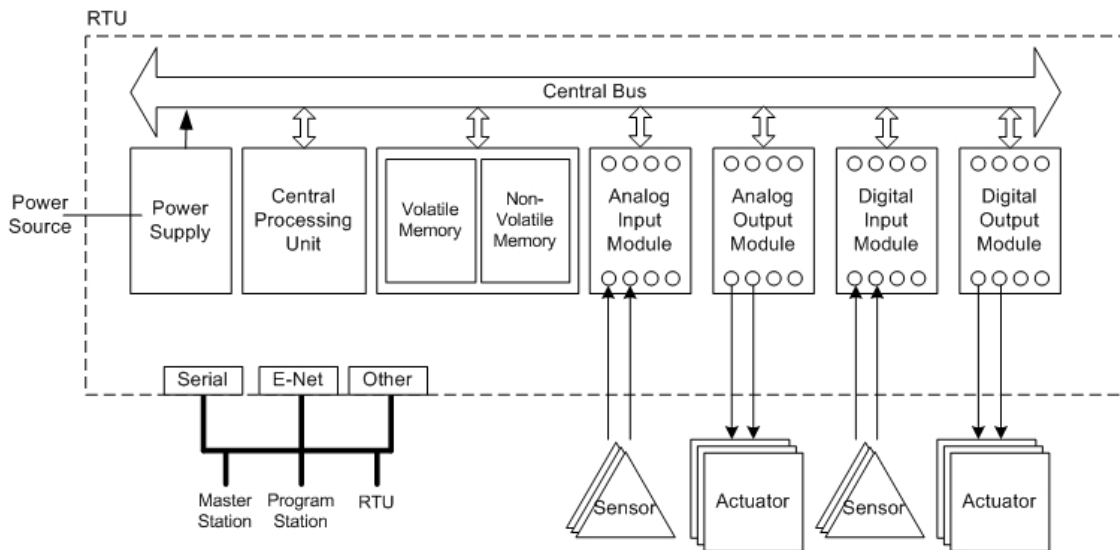 RTU
Central Bus
Power
Source
Power
Supply
Central
Processing
Unit
Volatile
Memory
Non-
Volatile
Memory
Analog
Input
Module
Analog
Output
Module
Digital
Input
Module
Digital
Output
Module
Serial
E-Net
Other
Master
Station
Program
Station
RTU
Sensor
Actuator
Sensor
Actuator